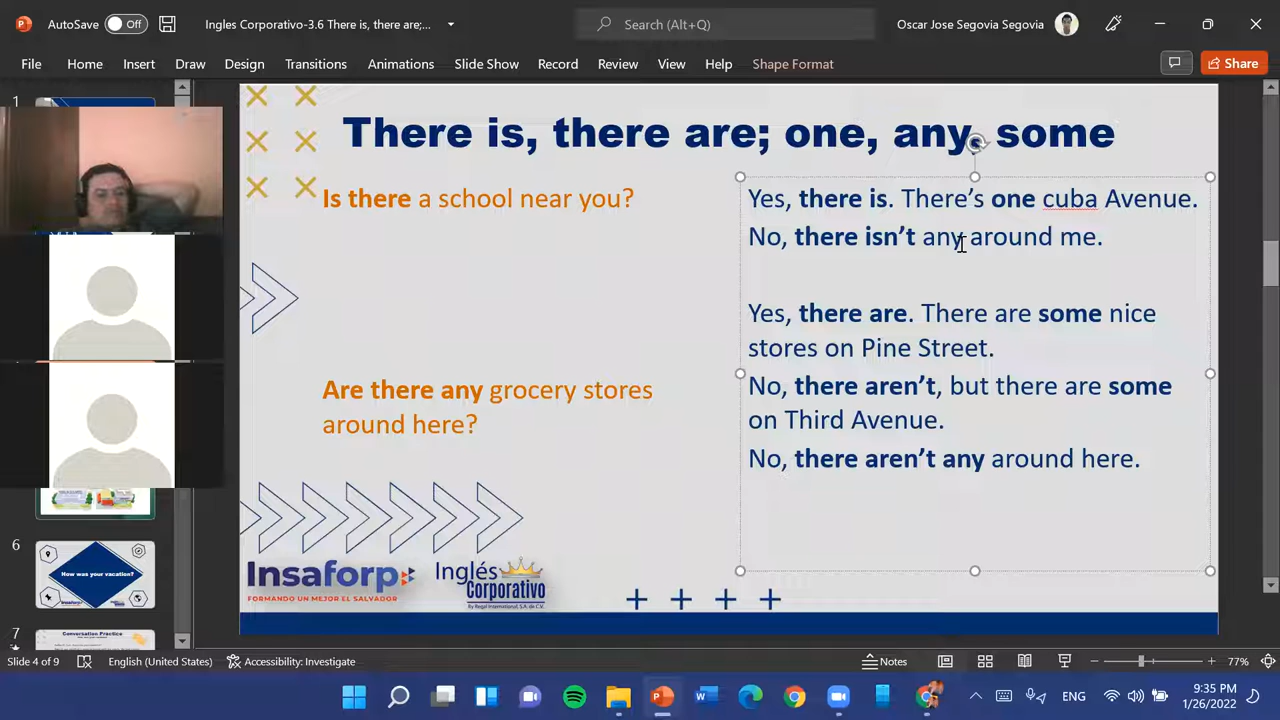 AutoSave Off Ingles Corporativo-3.6 There is, there are;... Search (Alt+Q) Oscar Jose Segovia Segovia
File Home Insert Draw Design Transitions Animations Slide Show Record Review View Help Shape Format Share
1
There is, there are; one, any, some
Is there a school near you?
Yes, there is. There's one cuba Avenue.
No, there isn't any around me.
Yes, there are. There are some nice
stores on Pine Street.
Are there any grocery stores
around here?
No, there aren't, but there are some
on Third Avenue.
No, there aren't any around here.
Insaforp
FORMANDO UN MEJOR EL SALVADOR
Inglés
Corporativo
By Regal International, S.A. de C.V.
6
How was your vacation?
7
Conversation Practice
Slide 4 of 9 English (United States) Accessibility: Investigate Notes 77%
ENG 9:35 PM
1/26/2022